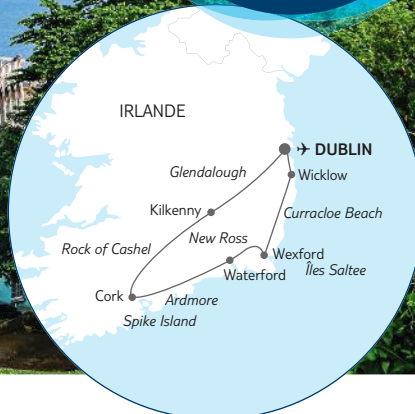 IRLANDE
DUBLIN
Glendalough
Wicklow
Kilkenny
Curracloe Beach
New Ross
Rock of Cashel
Wexford
Îles Saltee
Waterford
Cork
Ardmore
Spike Island